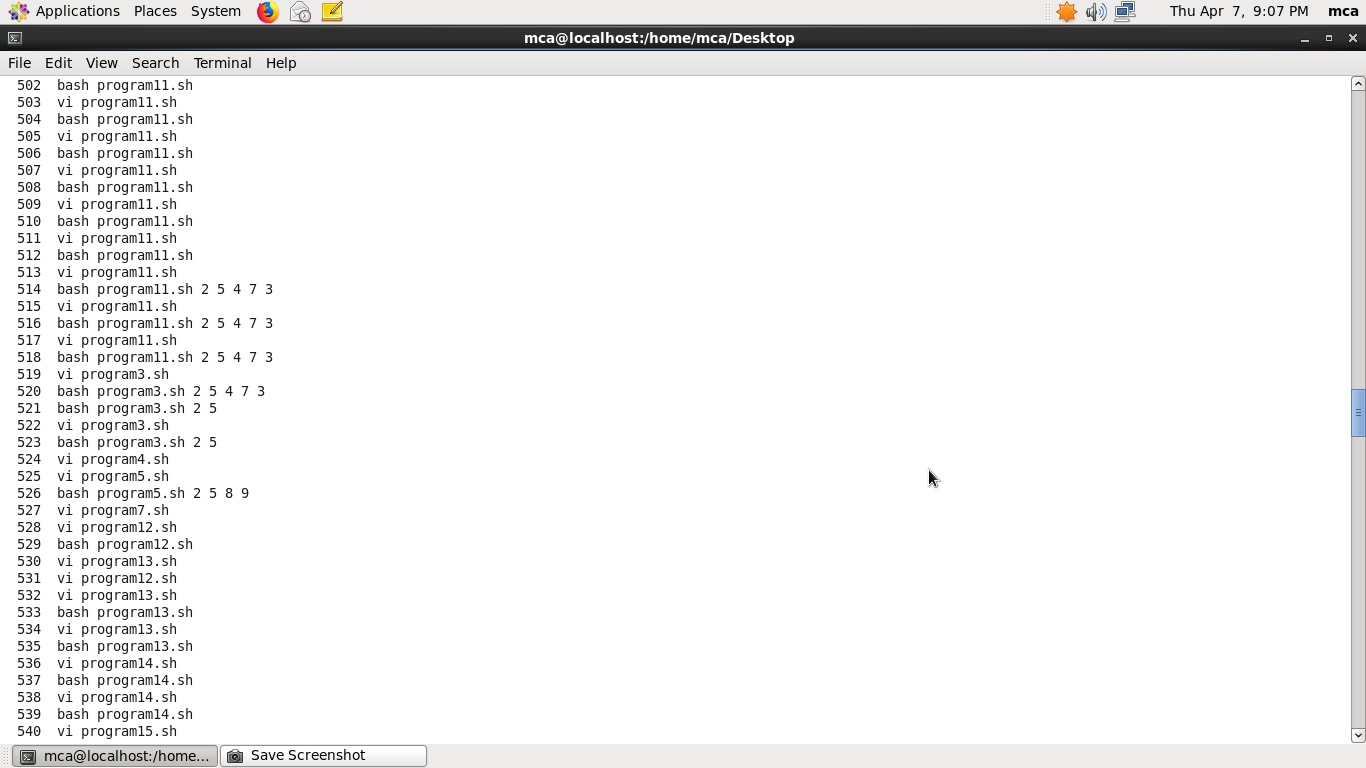 Applications Places System Thu Apr 7, 9:07 PM mca
mca@localhost:/home/mca/Desktop
File Edit View Search Terminal Help
502 bash program11.sh
503 vi program11.sh
504 bash program11.sh
505 vi program11.sh
506 bash program11.sh
507 vi program11.sh
508 bash program11.sh
509 vi program11.sh
510 bash program11.sh
511 vi program11.sh
512 bash program11.sh
513 vi program11.sh
514 bash program11.sh 2 5 4 7 3
515 vi program11.sh
516 bash program11.sh 2 5 4 7 3
517 vi program11.sh
518 bash program11.sh 2 5 4 7 3
519 vi program3.sh
520 bash program3.sh 2 5 4 7 3
521 bash program3.sh 2 5
522 vi program3.sh
523 bash program3.sh 2 5
524 vi program4.sh
525 vi program5.sh
526 bash program5.sh 2 5 8 9
527 vi program7.sh
528 vi program12.sh
529 bash program12.sh
530 vi program13.sh
531 vi program12.sh
532 vi program13.sh
533 bash program13.sh
534 vi program13.sh
535 bash program13.sh
536 vi program14.sh
537 bash program14.sh
538 vi program14.sh
539 bash program14.sh
540 vi program15.sh
mca@localhost:/home... Save Screenshot